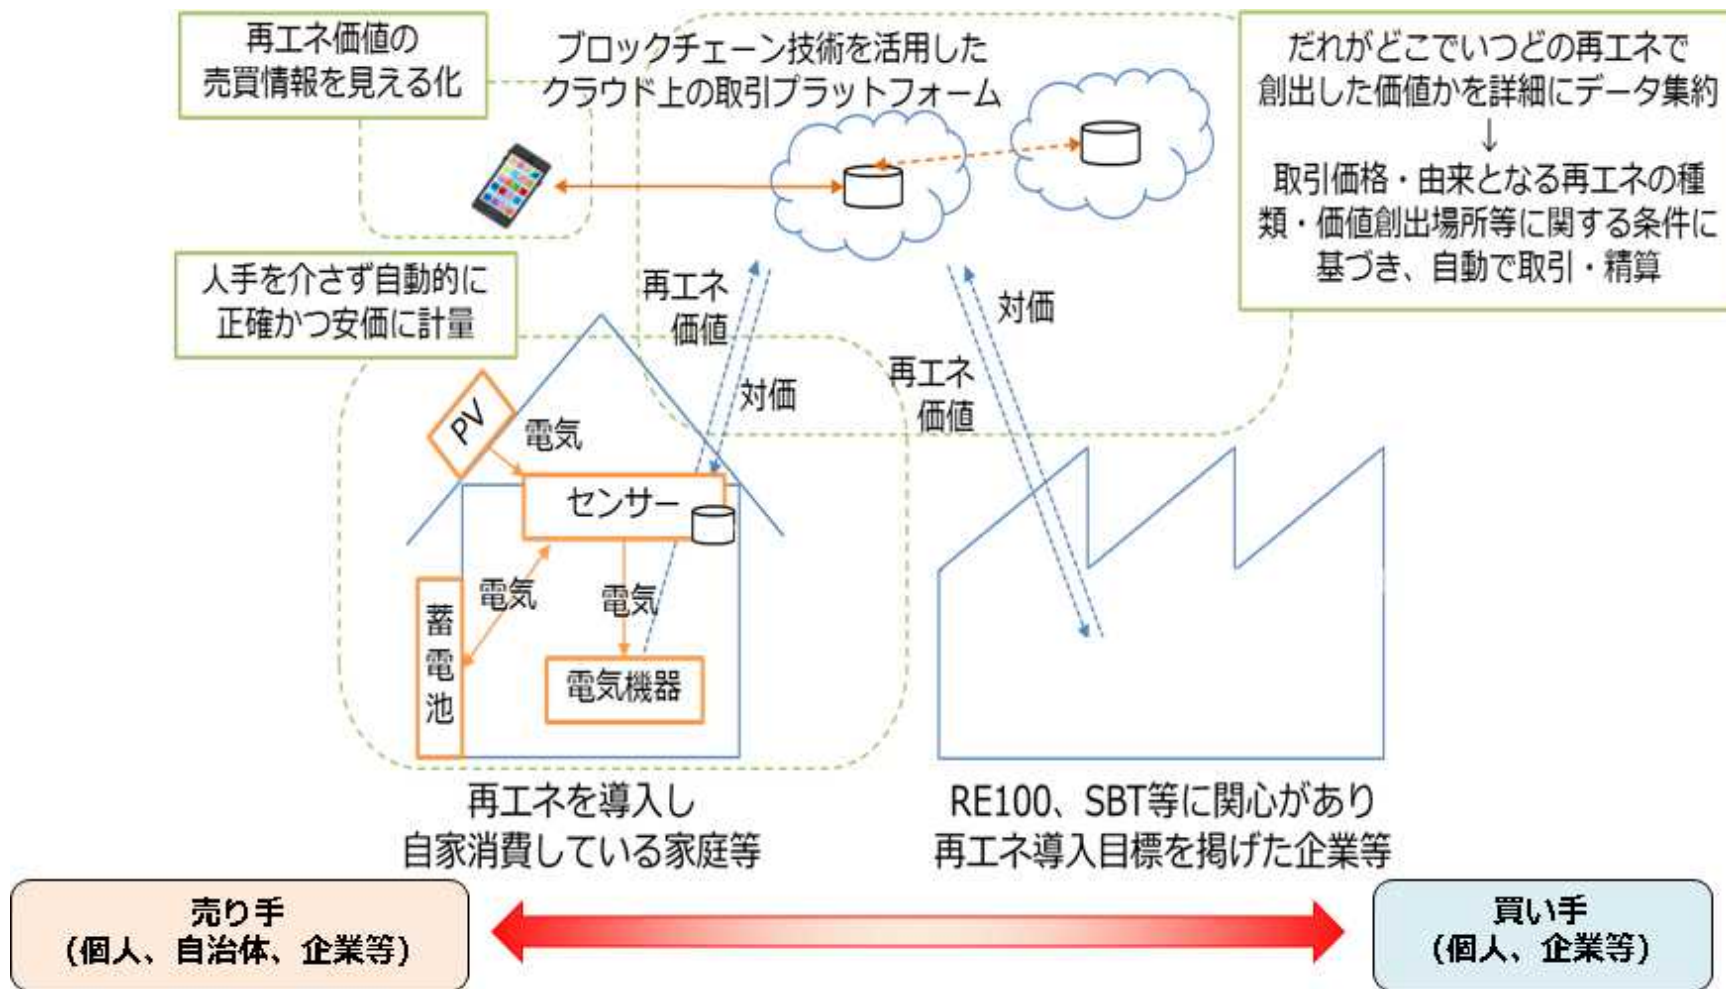 再エネ価値の
売買情報を見える化
ブロックチェーン技術を活用した
クラウド上の取引プラットフォーム
だれがどこでいつどの再エネで
創出した価値かを詳細にデータ集約
↓
取引価格・由来となる再エネの種
類・価値創出場所等に関する条件に
基づき、自動で取引・精算
人手を介さず自動的に
正確かつ安価に計量
再エネ
価値
対価
対価
再エネ
価値
PV
電気
センサー
電気
電気
蓄
電
池
電気機器
再エネを導入し
自家消費している家庭等
RE100、SBT等に関心があり
再エネ導入目標を掲げた企業等
売り手
(個人、自治体、企業等)
買い手
(個人、企業等)